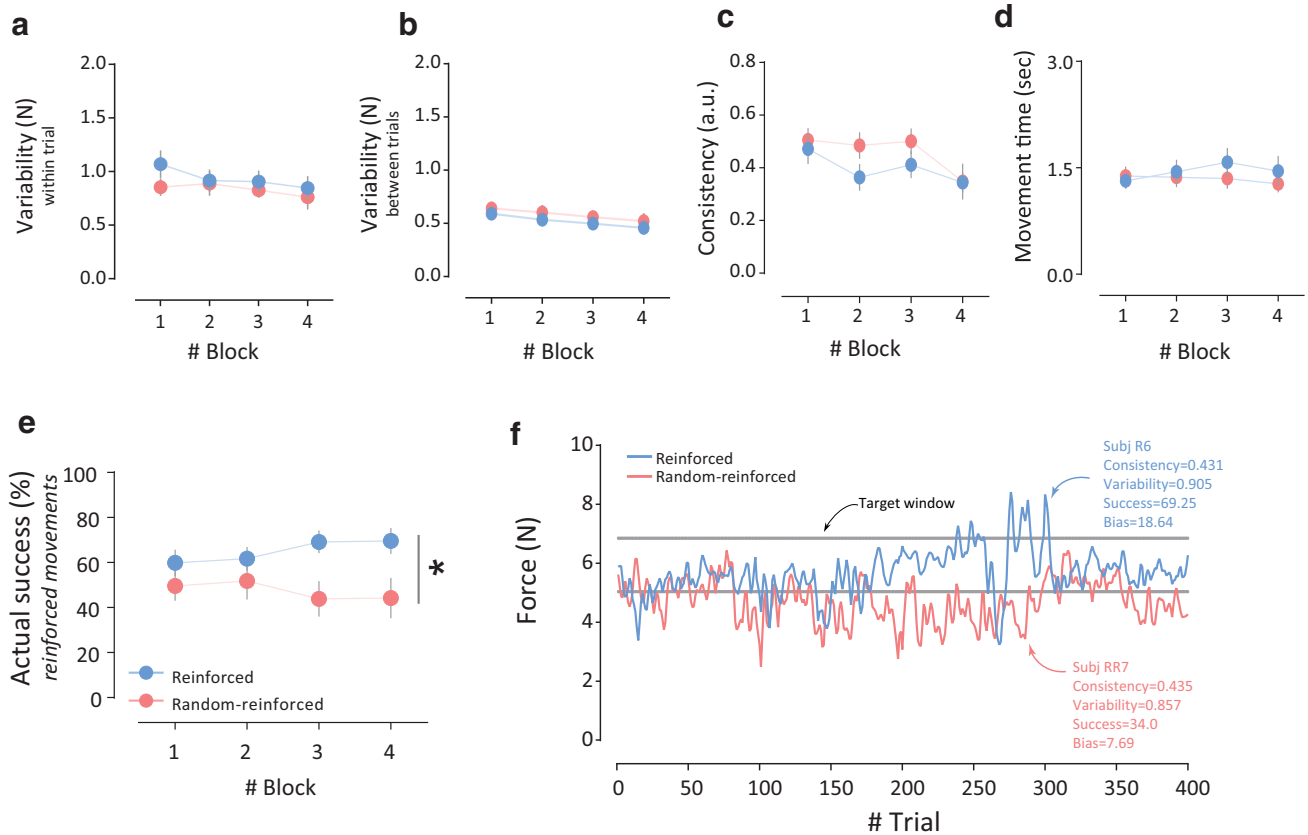 a
Variability (N)
within trial
2.0
1.5
1.0
0.5
0.0
1 2 3 4
# Block
b
Variability (N)
between trials
2.0
1.5
1.0
0.5
0.0
1 2 3 4
# Block
c
Consistency (a.u.)
0.8
0.6
0.4
0.2
0.0
1 2 3 4
# Block
d
Movement time (sec)
3.0
1.5
0.0
1 2 3 4
# Block
e
Actual success (%)
reinforced movements
100
80
60
40
20
0
Reinforced
Random-reinforced
*
1 2 3 4
# Block
f
Force (N)
10
8
6
4
2
0
Reinforced
Random-reinforced
Target window
Subj R6
Consistency=0.431
Variability=0.905
Success=69.25
Bias=18.64
Subj RR7
Consistency=0.435
Variability=0.857
Success=34.0
Bias=7.69
0 50 100 150 200 250 300 350 400
# Trial